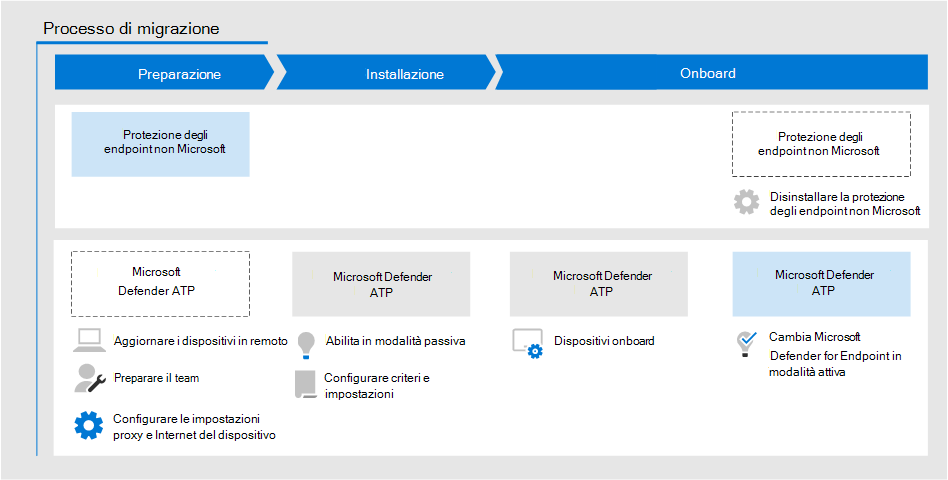 Processo di migrazione
Preparazione
Installazione
Onboard
Protezione degli
endpoint non Microsoft
Protezione degli
endpoint non Microsoft
Disinstallare la protezione
degli endpoint non Microsoft
Microsoft
Defender ATP
Microsoft Defender
ATP
Microsoft Defender
ATP
Microsoft Defender
ATP
Aggiornare i dispositivi in remoto
Preparare il team
Configurare le impostazioni
proxy e Internet del dispositivo
Abilita in modalità passiva
Configurare criteri e
impostazioni
Dispositivi onboard
Cambia Microsoft
Defender for Endpoint in
modalità attiva